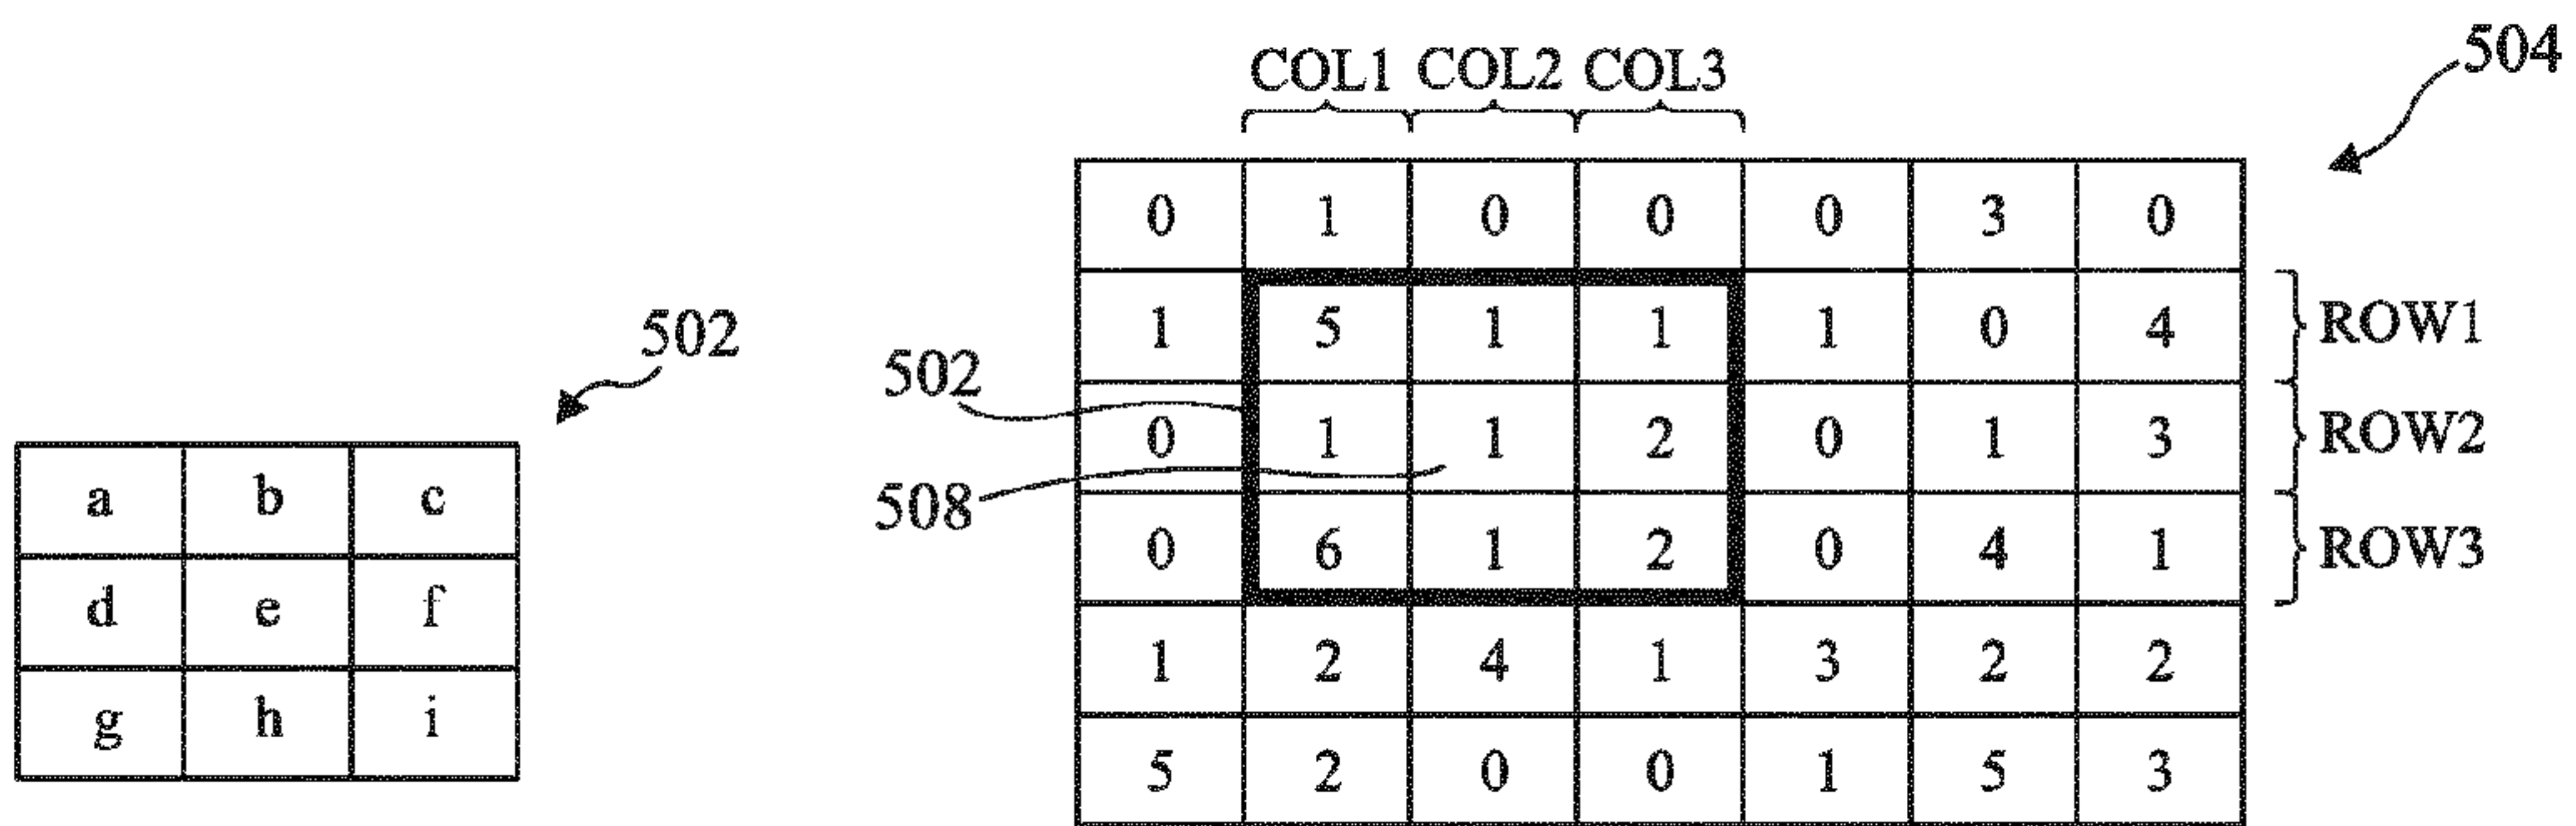 504
COL1 COL2 COL3
0 1 0 0 0 3 0
1 5 1 1 1 0 4 ROW1
502
502
0 1 1 2 0 1 3 ROW2
a b c
508
0 6 1 2 0 4 1 ROW3
d e f
1 2 4 1 3 2 2
g h i
5 2 0 0 1 5 3